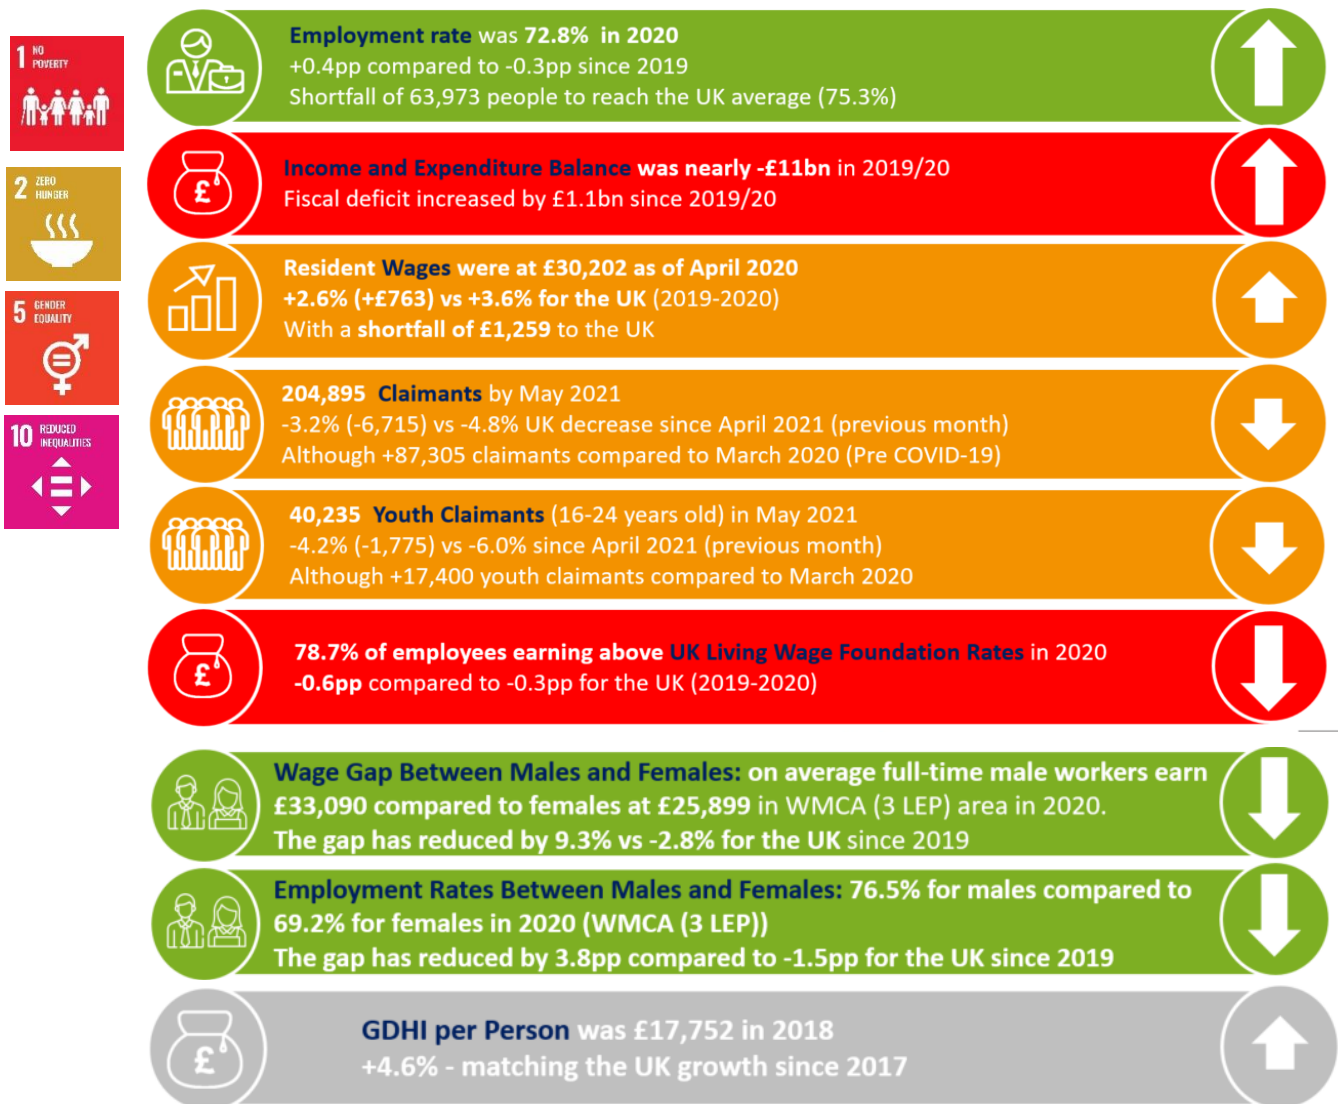 1 NO
POVERTY
2 ZERO
HUNGER
5 GENDER
EQUALITY
10 REDUCED
INEQUALITIES
Employment rate was 72.8% in 2020
+0.4pp compared to -0.3pp since 2019
Shortfall of 63,973 people to reach the UK average (75.3%)
£
Income and Expenditure Balance was nearly -£11bn in 2019/20
Fiscal deficit increased by £1.1bn since 2019/20
Resident Wages were at £30,202 as of April 2020
+2.6% (+£763) vs +3.6% for the UK (2019-2020)
With a shortfall of £1,259 to the UK
204,895 Claimants by May 2021
-3.2% (-6,715) vs -4.8% UK decrease since April 2021 (previous month)
Although +87,305 claimants compared to March 2020 (Pre COVID-19)
40,235 Youth Claimants (16-24 years old) in May 2021
-4.2% (-1,775) vs -6.0% since April 2021 (previous month)
Although +17,400 youth claimants compared to March 2020
£
78.7% of employees earning above UK Living Wage Foundation Rates in 2020
-0.6pp compared to -0.3pp for the UK (2019-2020)
Wage Gap Between Males and Females: on average full-time male workers earn
£33,090 compared to females at £25,899 in WMCA (3 LEP) area in 2020.
The gap has reduced by 9.3% vs -2.8% for the UK since 2019
Employment Rates Between Males and Females: 76.5% for males compared to
69.2% for females in 2020 (WMCA (3 LEP))
The gap has reduced by 3.8pp compared to -1.5pp for the UK since 2019
£
GDHI per Person was £17,752 in 2018
+4.6% - matching the UK growth since 2017